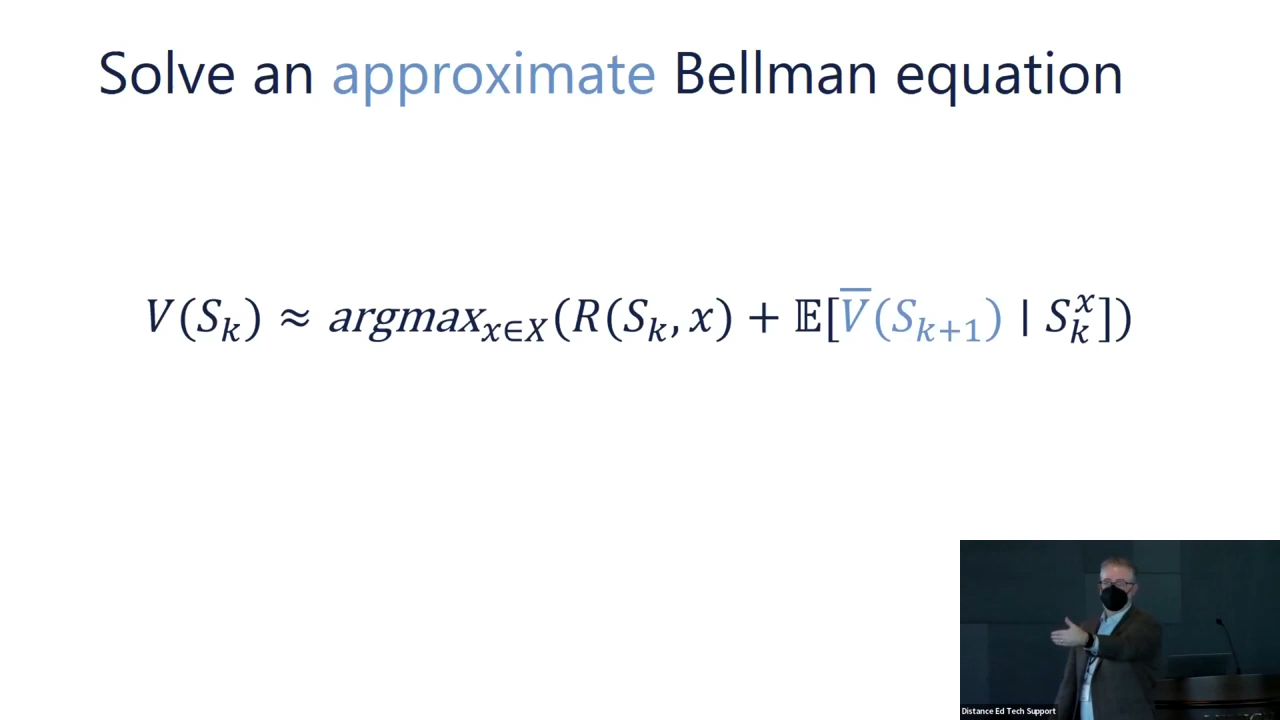 Solve an approximate Bellman equation
V(S_k) ≈ argmax_{x∈X}(R(S_k, x) + 𝔼[V̅(S_{k+1}) | S_k^x])
Distance Ed Tech Support